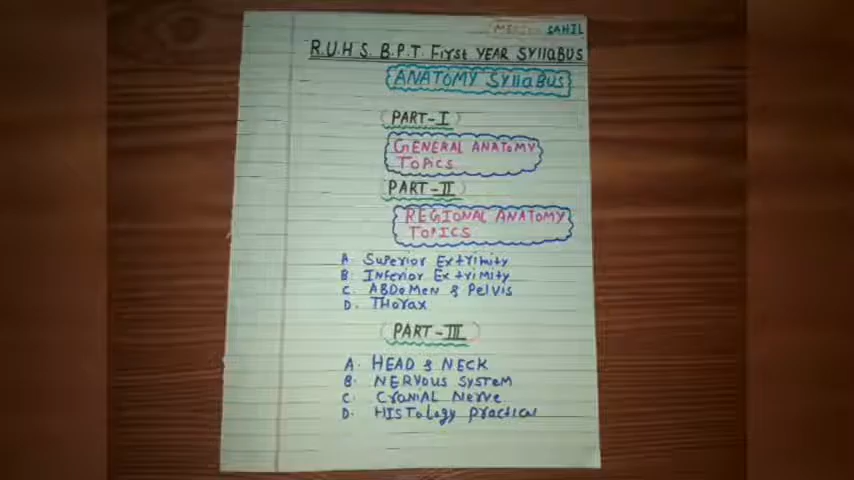 SAHIL
R.U.H S. B.P.T. First YEAR SYllABUS
ANATOMY SYllaBUS
(PART-I)
GENERAL ANATOMY
TOPICS
(PART-II)
REGIONAL ANATOMY
TOPICS
A. Superior Extrimity
B. Inferior Extrimity
C. ABDOMEN & Pelvis
D. THorax
(PART-III)
A. HEAD & NECK
B. NERVOUS SYSTEM
C. CRANIAL Nerve
D. HISTology practical